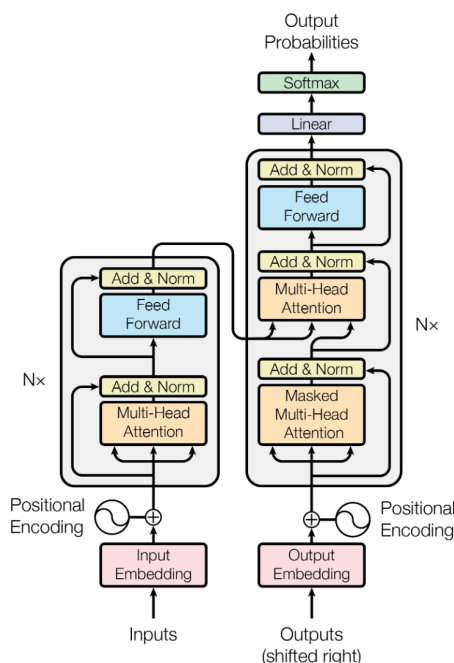 Output
Probabilities
Softmax
Linear
Add & Norm
Feed
Forward
Add & Norm
Multi-Head
Attention
Add & Norm
Masked
Multi-Head
Attention
N×
Add & Norm
Feed
Forward
N×
Add & Norm
Multi-Head
Attention
Positional
Encoding
Positional
Encoding
Input
Embedding
Output
Embedding
Inputs
Outputs
(shifted right)